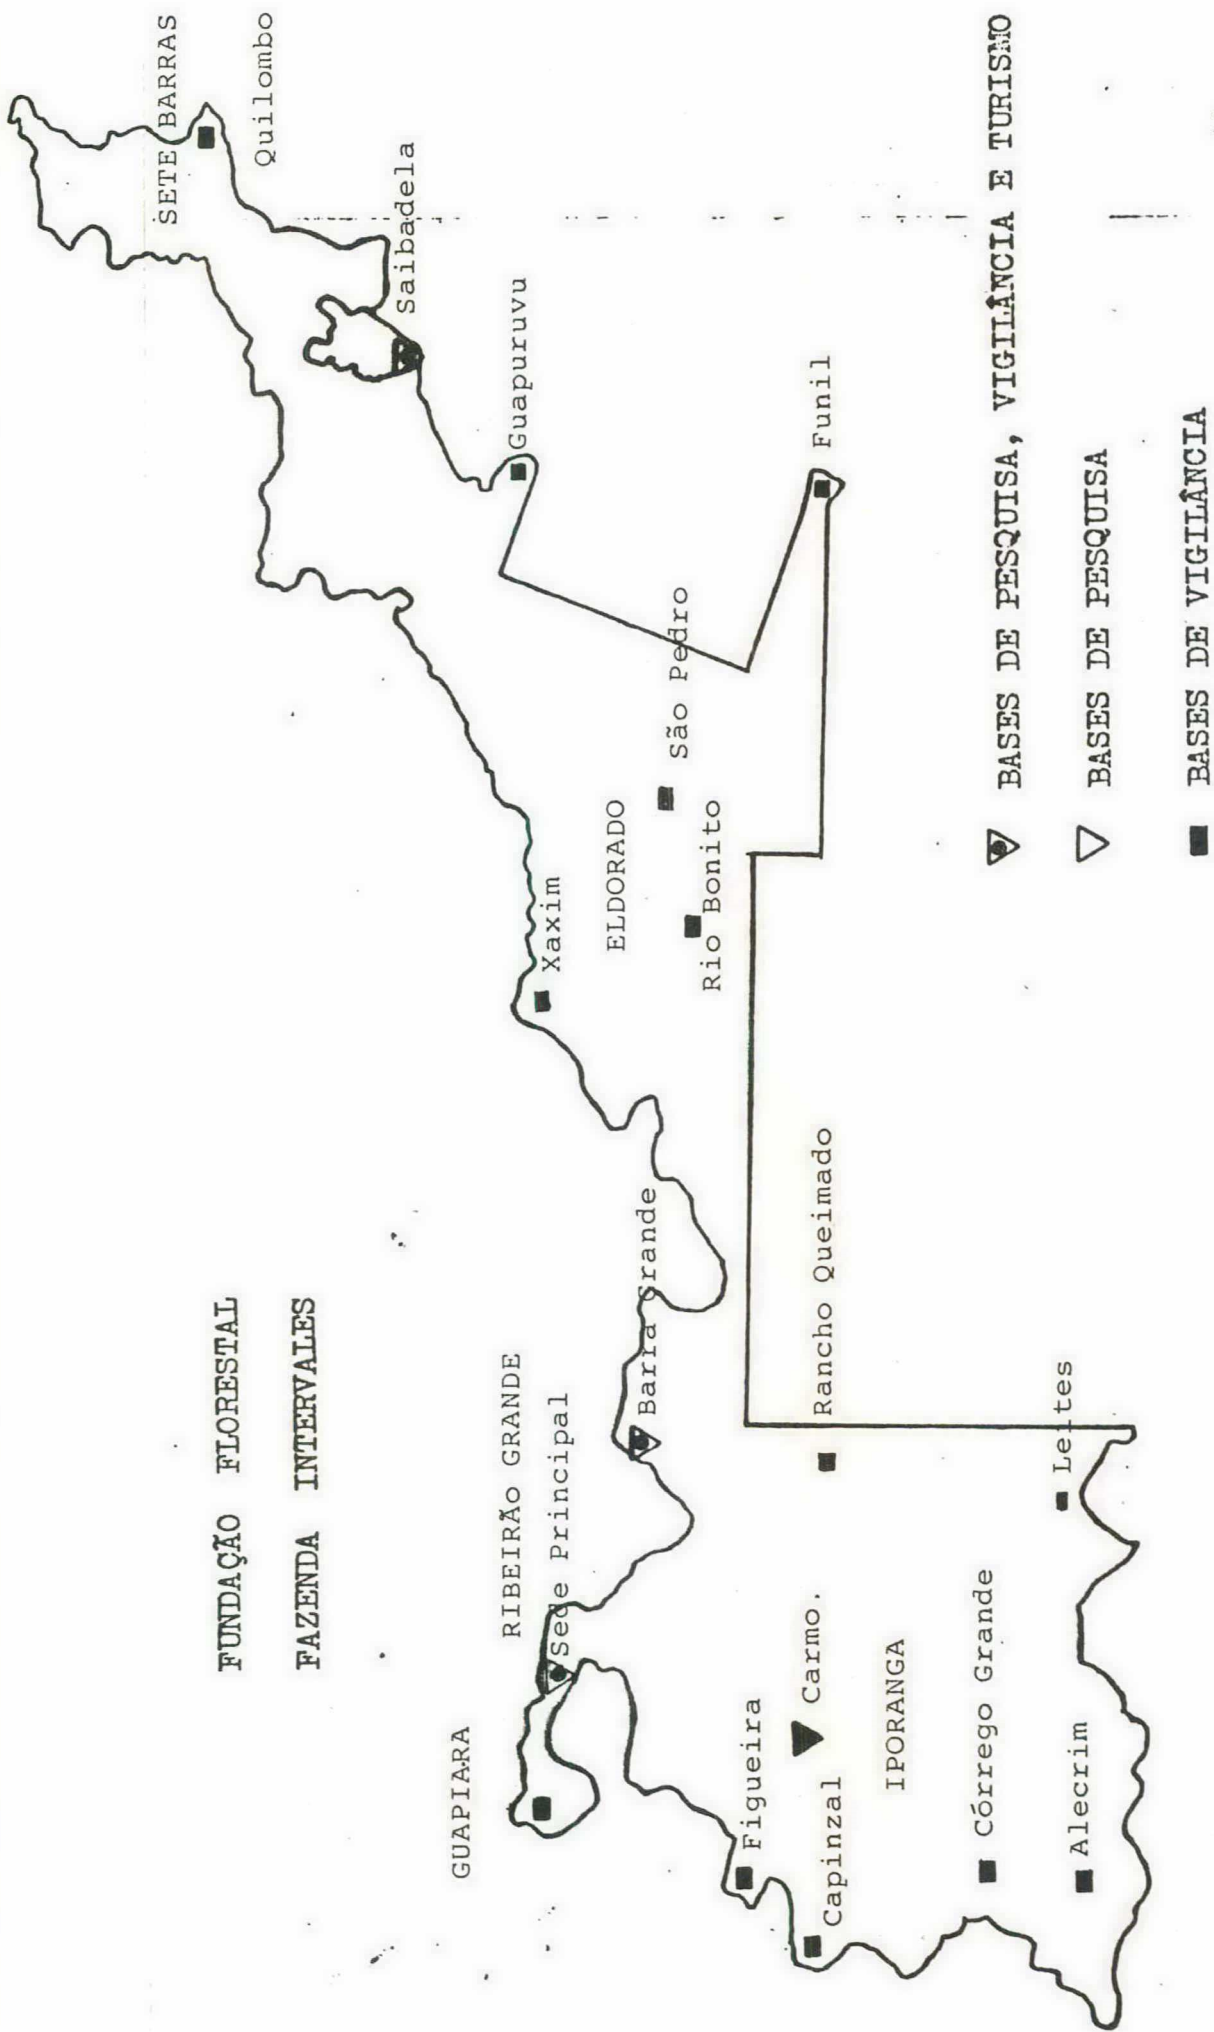 FUNDAÇÃO FLORESTAL
FAZENDA INTERVALES
SETE BARRAS
Quilombo
Saibadela
Guapuruvu
GUAPIARA
RIBEIRÃO GRANDE
Sede Principal
Xaxim
Barra Grande
ELDORADO
São Pedro
Rio Bonito
Figueira
Carmo.
Capinzal
Rancho Queimado
Funil
IPORANGA
Córrego Grande
Leites
Alecrim
BASES DE PESQUISA, VIGILÂNCIA E TURISMO
BASES DE PESQUISA
BASES DE VIGILÂNCIA